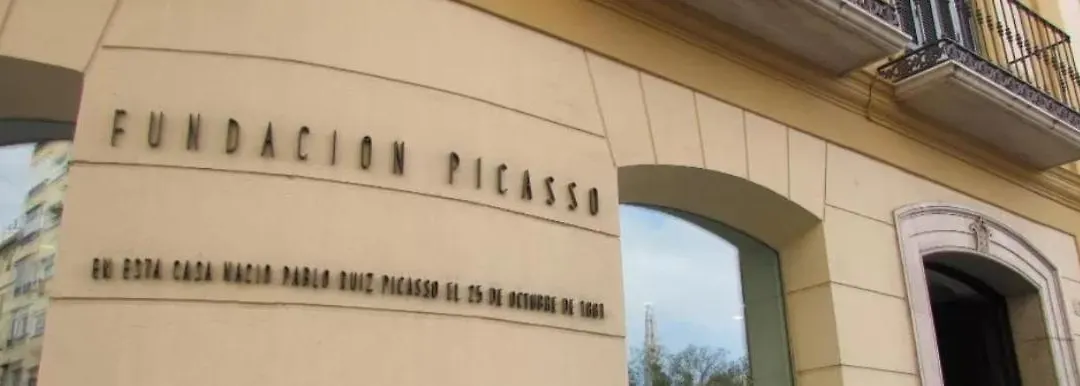 FUNDACION PICASSO
EN ESTA CASA NACIO PABLO RUIZ PICASSO EL 25 DE OCTUBRE DE 1881